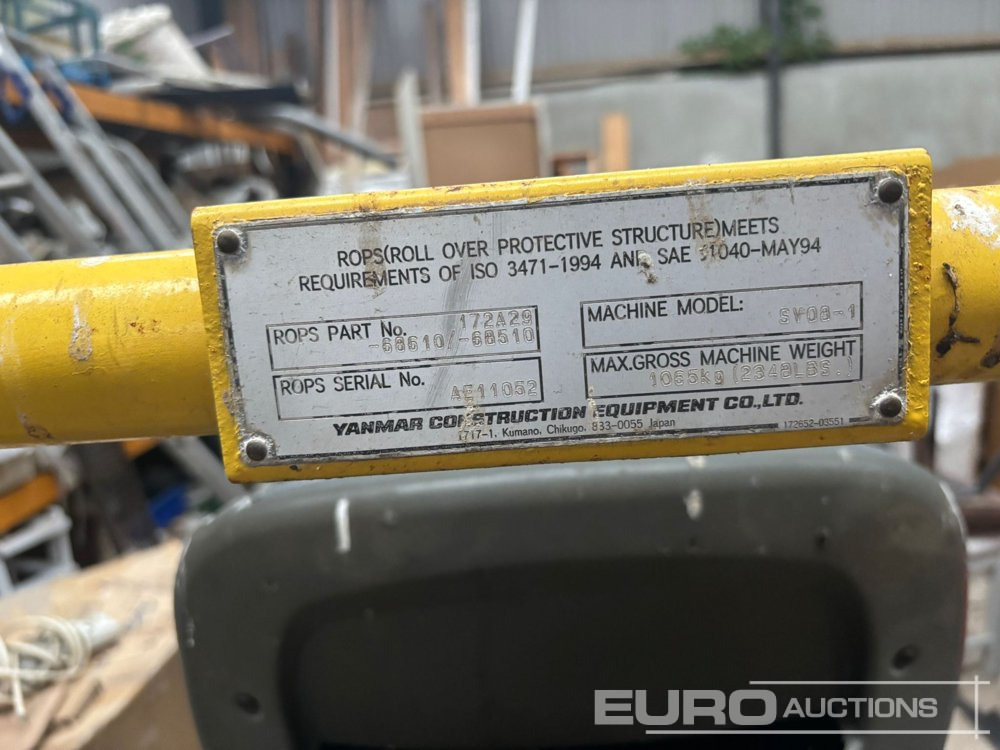 ROPS(ROLL OVER PROTECTIVE STRUCTURE)MEETS
REQUIREMENTS OF ISO 3471-1994 AND SAE J1040-MAY94
ROPS PART No. 172A29
-68610/-68510
ROPS SERIAL No. AE11052
MACHINE MODEL: SV08-1
MAX.GROSS MACHINE WEIGHT
1065kg (2348LBS.)
YANMAR CONSTRUCTION EQUIPMENT CO.,LTD.
1717-1, Kumano, Chikugo, 833-0055 Japan
172652-03551
EURO AUCTIONS